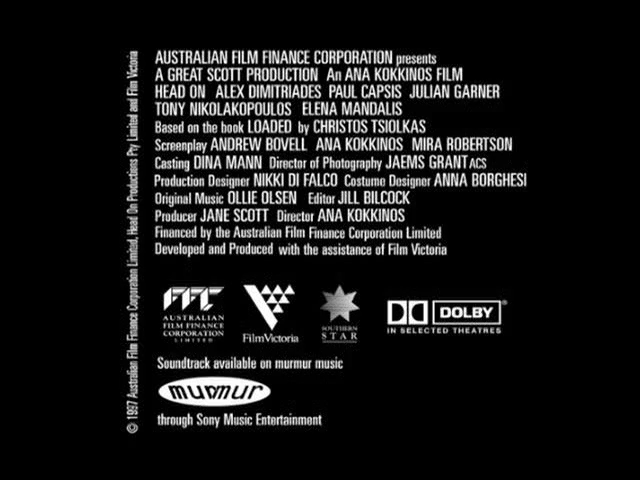 AUSTRALIAN FILM FINANCE CORPORATION presents
A GREAT SCOTT PRODUCTION An ANA KOKKINOS FILM
HEAD ON ALEX DIMITRIADES PAUL CAPSIS JULIAN GARNER
TONY NIKOLAKOPOULOS ELENA MANDALIS
Based on the book LOADED by CHRISTOS TSIOLKAS
Screenplay ANDREW BOVELL ANA KOKKINOS MIRA ROBERTSON
Casting DINA MANN Director of Photography JAEMS GRANT ACS
Production Designer NIKKI DI FALCO Costume Designer ANNA BORGHESI
Original Music OLLIE OLSEN Editor JILL BILCOCK
Producer JANE SCOTT Director ANA KOKKINOS
Financed by the Australian Film Finance Corporation Limited
Developed and Produced with the assistance of Film Victoria
© 1997 Australian Film Finance Corporation Limited, Head On Productions Pty Limited and Film Victoria
FFC
AUSTRALIAN
FILM FINANCE
CORPORATION
LIMITED
FilmVictoria
SOUTHERN
STAR
DOLBY
IN SELECTED THEATRES
Soundtrack available on murmur music
murmur
through Sony Music Entertainment